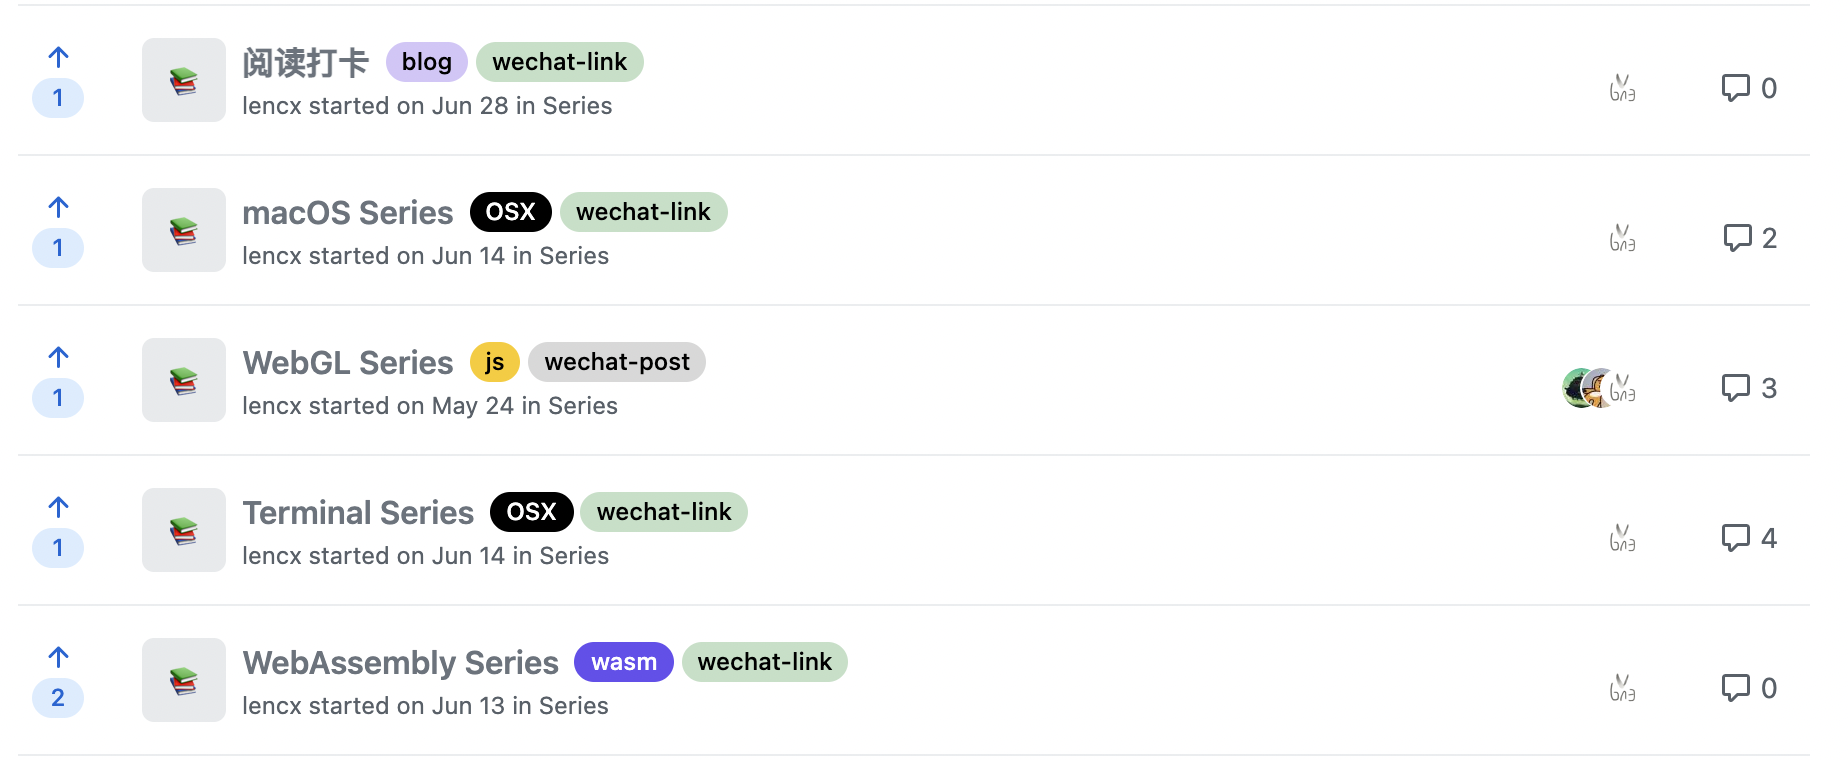 阅读打卡 blog wechat-link
1
lencx started on Jun 28 in Series
0
macOS Series OSX wechat-link
1
lencx started on Jun 14 in Series
2
WebGL Series js wechat-post
1
lencx started on May 24 in Series
3
Terminal Series OSX wechat-link
1
lencx started on Jun 14 in Series
4
WebAssembly Series wasm wechat-link
2
lencx started on Jun 13 in Series
0